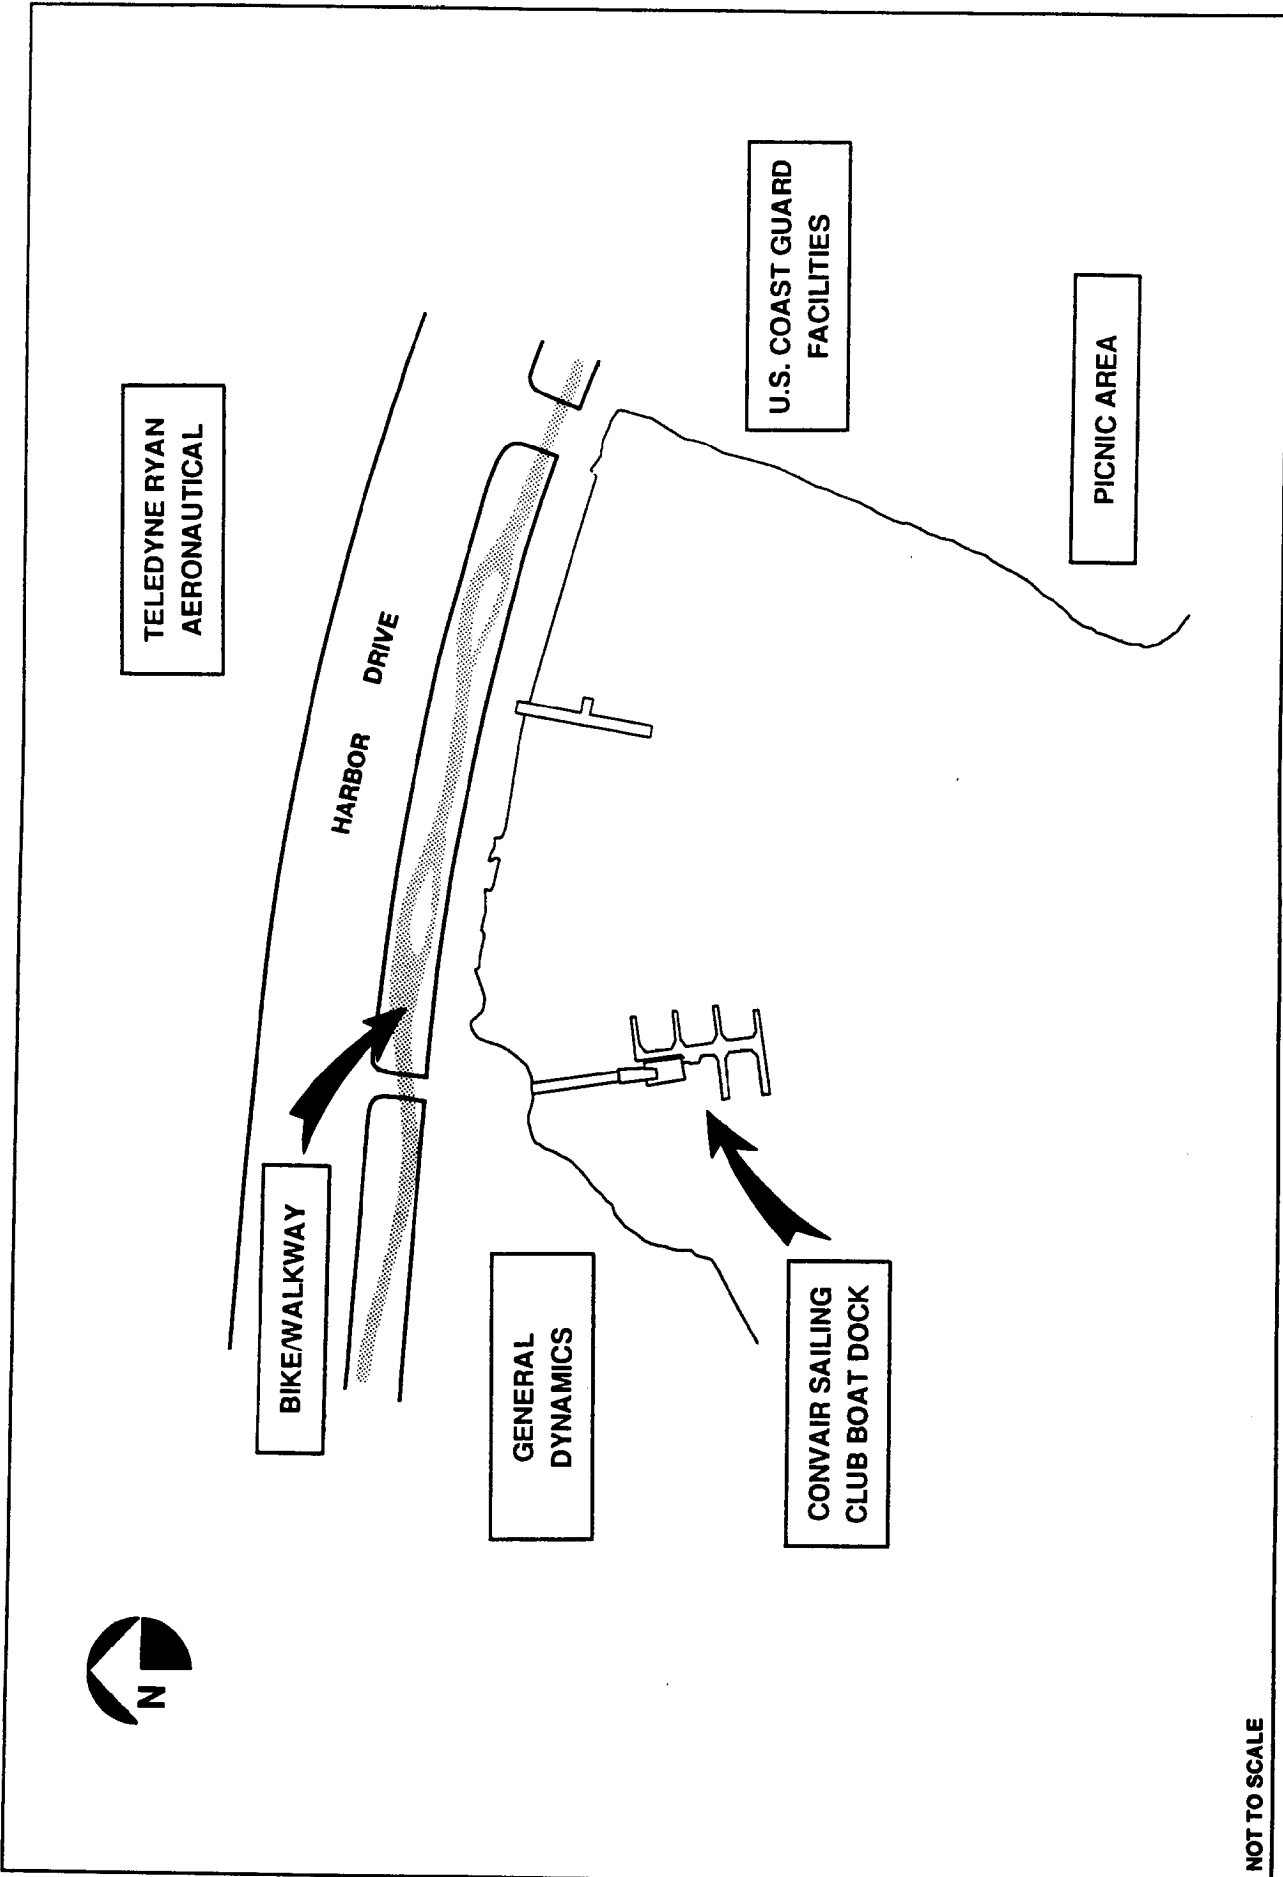 TELEDYNE RYAN
AERONAUTICAL
HARBOR DRIVE
BIKE/WALKWAY
U.S. COAST GUARD
FACILITIES
GENERAL
DYNAMICS
CONVAIR SAILING
CLUB BOAT DOCK
PICNIC AREA
N
NOT TO SCALE